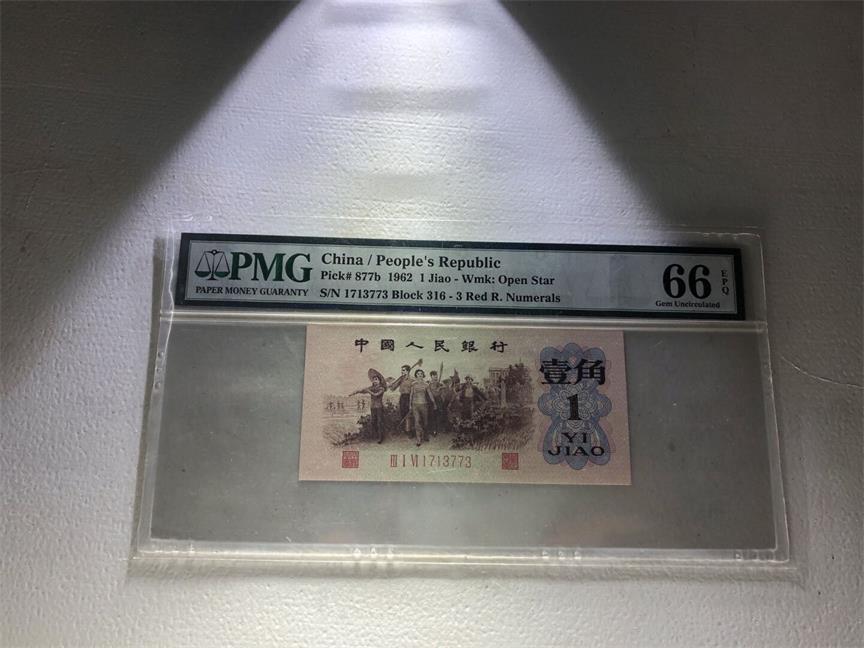 PMG
PAPER MONEY GUARANTY
China / People's Republic
Pick# 877b 1962 1 Jiao - Wmk: Open Star
S/N 1713773 Block 316 - 3 Red R. Numerals
66
EPQ
Gem Uncirculated
中國人民銀行
壹角
1
YI
JIAO
Ⅲ Ⅰ Ⅵ 1713773